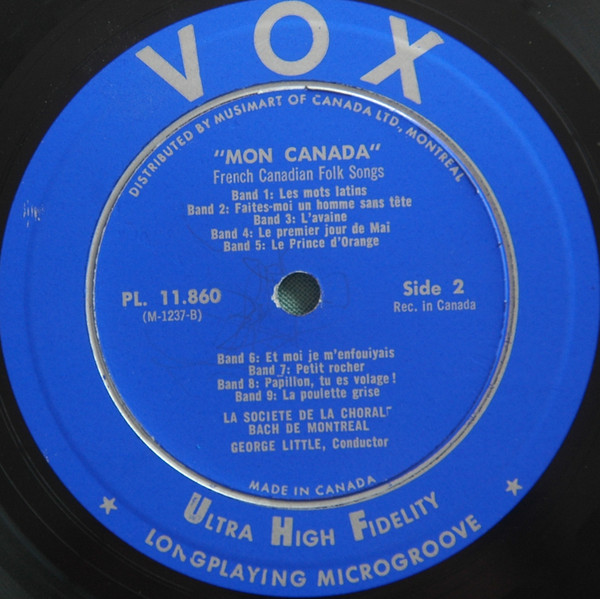 VOX
DISTRIBUTED BY MUSIMART OF CANADA LTD., MONTREAL
"MON CANADA"
French Canadian Folk Songs
Band 1: Les mots latins
Band 2: Faites-moi un homme sans tête
Band 3: L'avaine
Band 4: Le premier jour de Mai
Band 5: Le Prince d'Orange
PL. 11.860
(M-1237-B)
Side 2
Rec. in Canada
Band 6: Et moi je m'enfouiyais
Band 7: Petit rocher
Band 8: Papillon, tu es volage!
Band 9: La poulette grise
LA SOCIETE DE LA CHORALE
BACH DE MONTREAL
GEORGE LITTLE, Conductor
MADE IN CANADA
ULTRA HIGH FIDELITY
LONGPLAYING MICROGROOVE